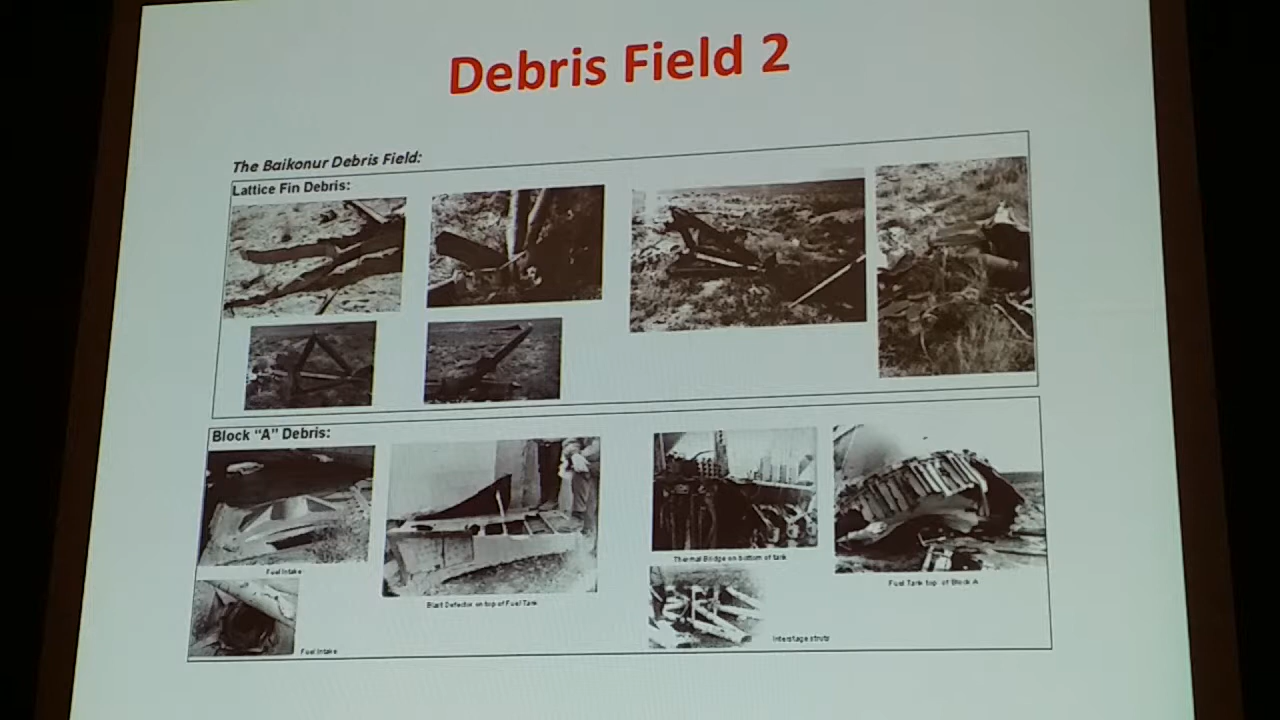 Debris Field 2
The Baikonur Debris Field:
Lattice Fin Debris:
Block "A" Debris:
Fuel Intake
Blast Defector on top of Fuel Tank
Thermal Bridge on bottom of tank
Fuel Tank top of Block A
Fuel Intake
Interstage struts